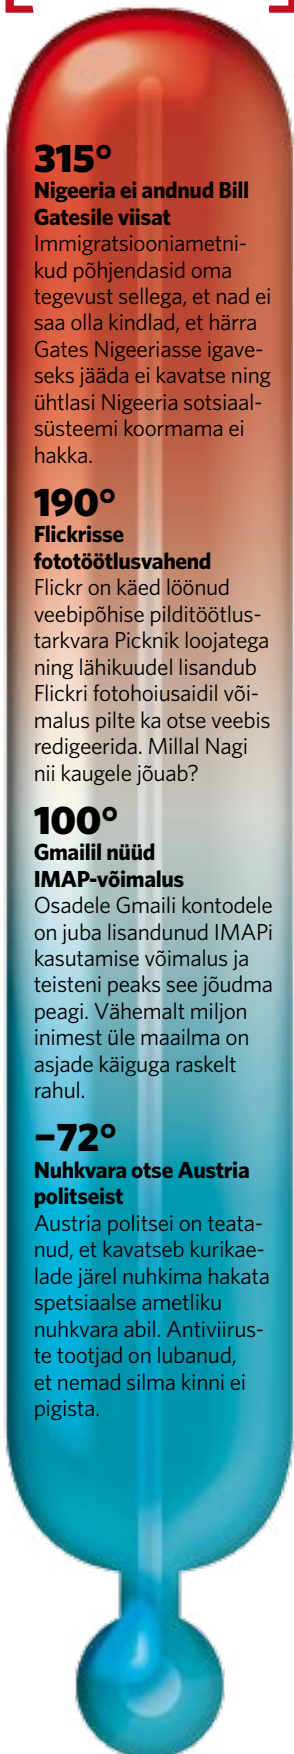 315°
Nigeeria ei andnud Bill
Gatesile viisat
Immigratsiooniametni-
kud põhjendasid oma
tegevust sellega, et nad ei
saa olla kindlad, et härra
Gates Nigeeriasse igave-
seks jääda ei kavatse ning
ühtlasi Nigeeria sotsiaal-
süsteemi koormama ei
hakka.
190°
Flickrisse
fototöötlusvahend
Flickr on käed löönud
veebipõhise pilditöötlus-
tarkvara Picknik loojatega
ning lähikuudel lisandub
Flickri fotohoiusaidil või-
malus pilte ka otse veebis
redigeerida. Millal Nagi
nii kaugele jõuab?
100°
Gmailil nüüd
IMAP-võimalus
Osadele Gmaili kontodele
on juba lisandunud IMAPi
kasutamise võimalus ja
teisteni peaks see jõudma
peagi. Vähemalt miljon
inimest üle maailma on
asjade käiguga raskelt
rahul.
–72°
Nuhkvara otse Austria
politseist
Austria politsei on teata-
nud, et kavatseb kurikae-
lade järel nuhkima hakata
spetsiaalse ametliku
nuhkvara abil. Antiviirus-
te tootjad on lubanud,
et nemad silma kinni ei
pigista.